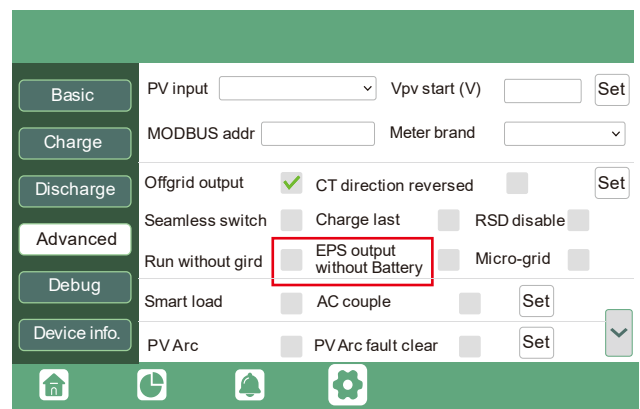 Basic
PV input
Vpv start (V)
Set
Charge
MODBUS addr
Meter brand
Discharge
Offgrid output
CT direction reversed
Set
Advanced
Seamless switch
Charge last
RSD disable
Run without gird
EPS output
without Battery
Micro-grid
Debug
Smart load
AC couple
Set
Device info.
PV Arc
PV Arc fault clear
Set